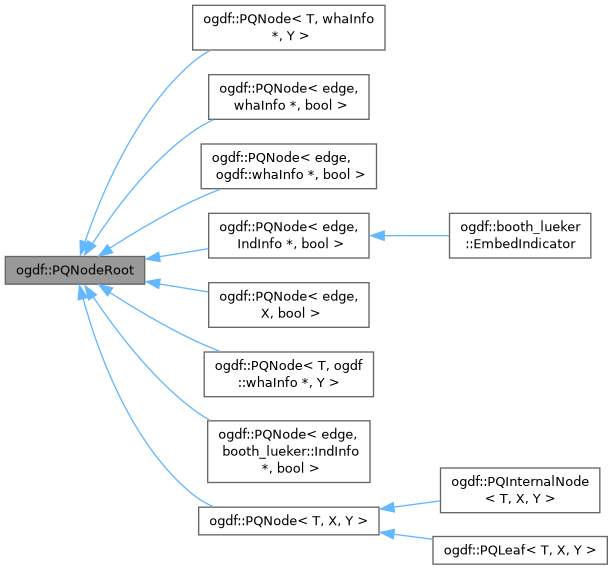 ogdf::PQNode< T, whaInfo
*, Y >
ogdf::PQNode< edge,
whaInfo *, bool >
ogdf::PQNode< edge,
ogdf::whaInfo *, bool >
ogdf::PQNode< edge,
IndInfo *, bool >
ogdf::booth_lueker
::EmbedIndicator
ogdf::PQNodeRoot
ogdf::PQNode< edge,
X, bool >
ogdf::PQNode< T, ogdf
::whaInfo *, Y >
ogdf::PQNode< edge,
booth_lueker::IndInfo
*, bool >
ogdf::PQInternalNode
< T, X, Y >
ogdf::PQNode< T, X, Y >
ogdf::PQLeaf< T, X, Y >